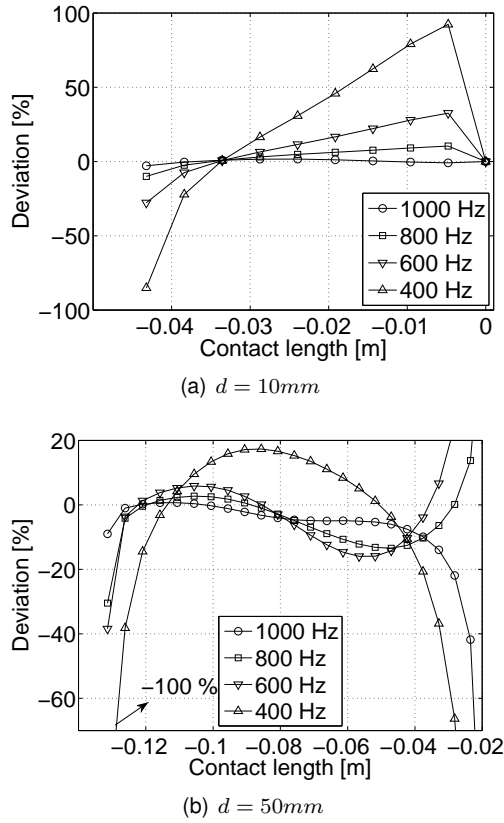 100
50
0
−50
−100
Deviation [%]
−0.04
−0.03
−0.02
−0.01
0
Contact length [m]
1000 Hz
800 Hz
600 Hz
400 Hz
(a) d = 10mm
20
0
−20
−40
−60
Deviation [%]
−100 %
1000 Hz
800 Hz
600 Hz
400 Hz
−0.12
−0.1
−0.08
−0.06
−0.04
−0.02
Contact length [m]
(b) d = 50mm